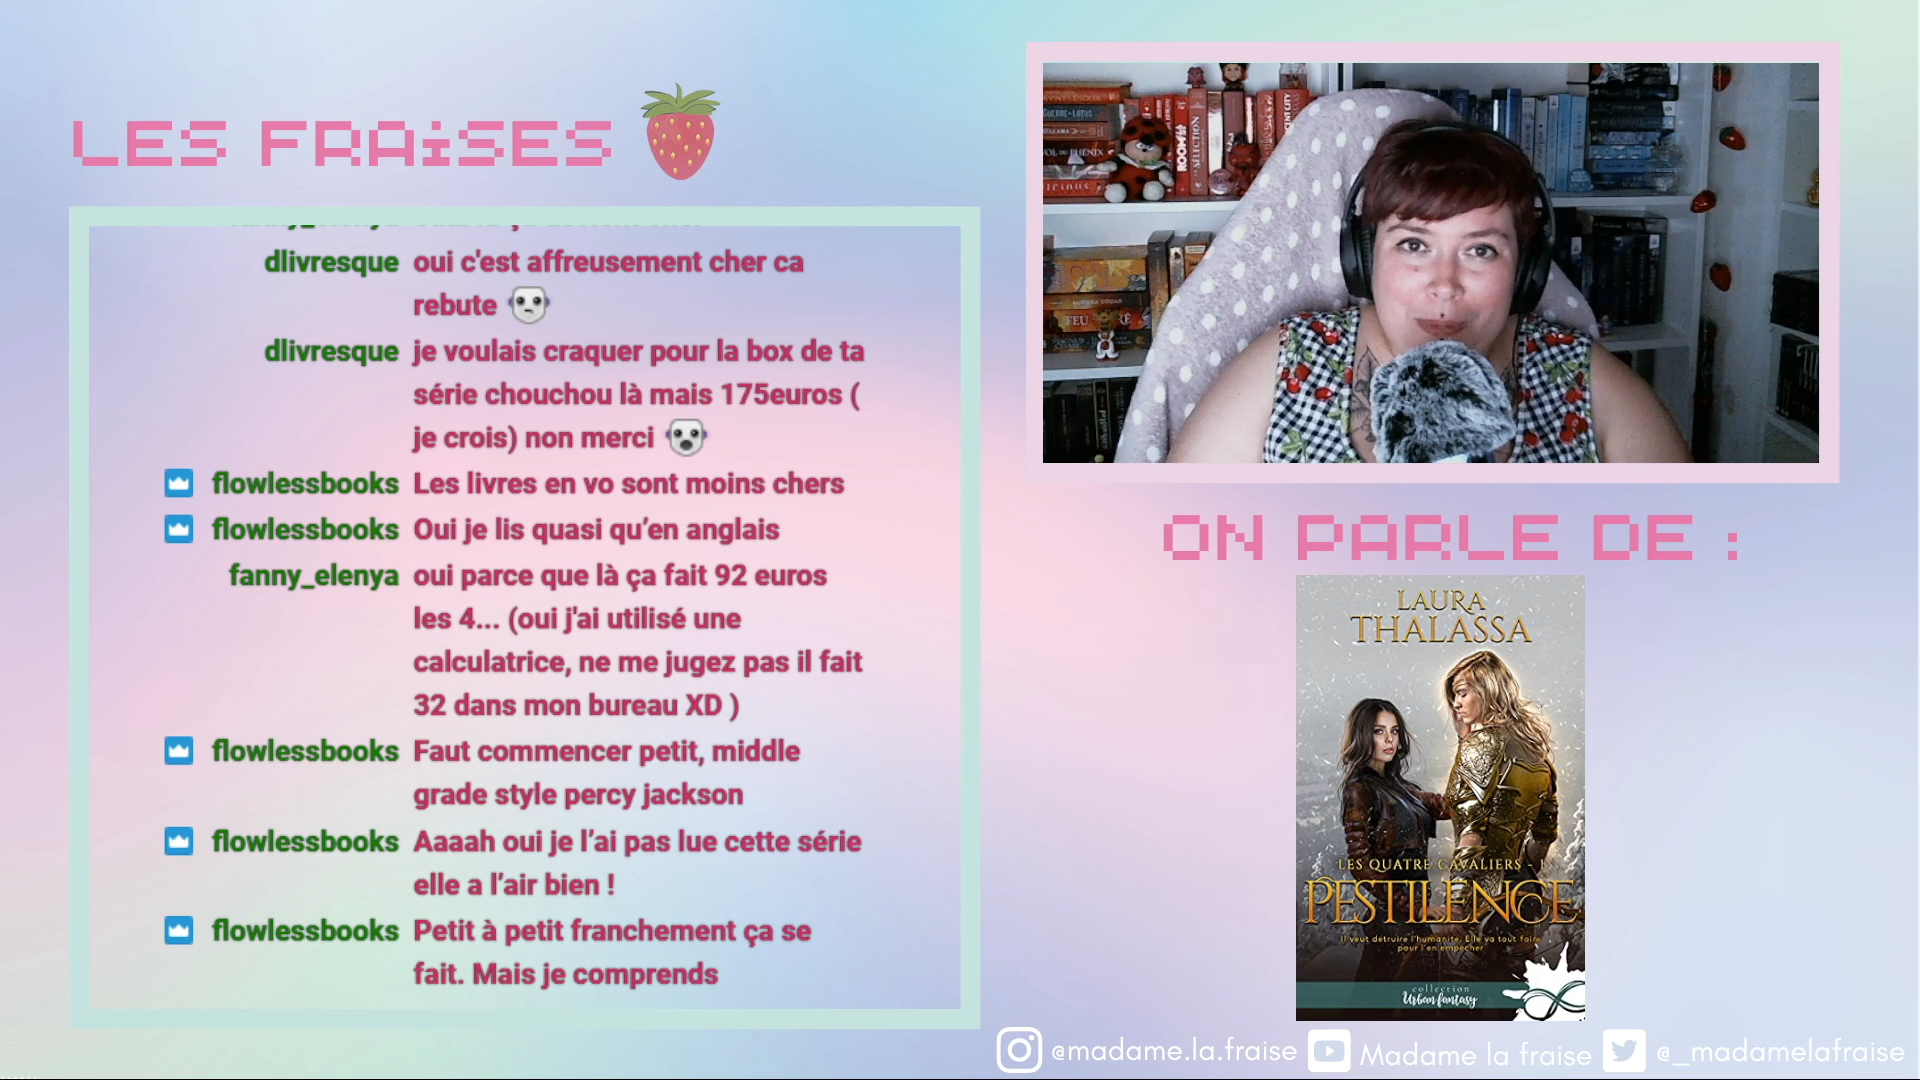 LES FRAiSES
dlivresque oui c'est affreusement cher ca
rebute
dlivresque je voulais craquer pour la box de ta
série chouchou là mais 175euros (
je crois) non merci
flowlessbooks Les livres en vo sont moins chers
flowlessbooks Oui je lis quasi qu’en anglais
fanny_elenya oui parce que là ça fait 92 euros
les 4... (oui j'ai utilisé une
calculatrice, ne me jugez pas il fait
32 dans mon bureau XD )
flowlessbooks Faut commencer petit, middle
grade style percy jackson
flowlessbooks Aaaah oui je l’ai pas lue cette série
elle a l’air bien !
flowlessbooks Petit à petit franchement ça se
fait. Mais je comprends
ROOMIES
SÉLECTION
FEU
ON PARLE DE :
LAURA
THALASSA
LES QUATRE CAVALIERS - 1
PESTILENCE
Il veut détruire l'humanité. Elle va tout faire
pour l'en empêcher
collection
Urban fantasy
@madame.la.fraise
Madame la fraise
@_madamelafraise